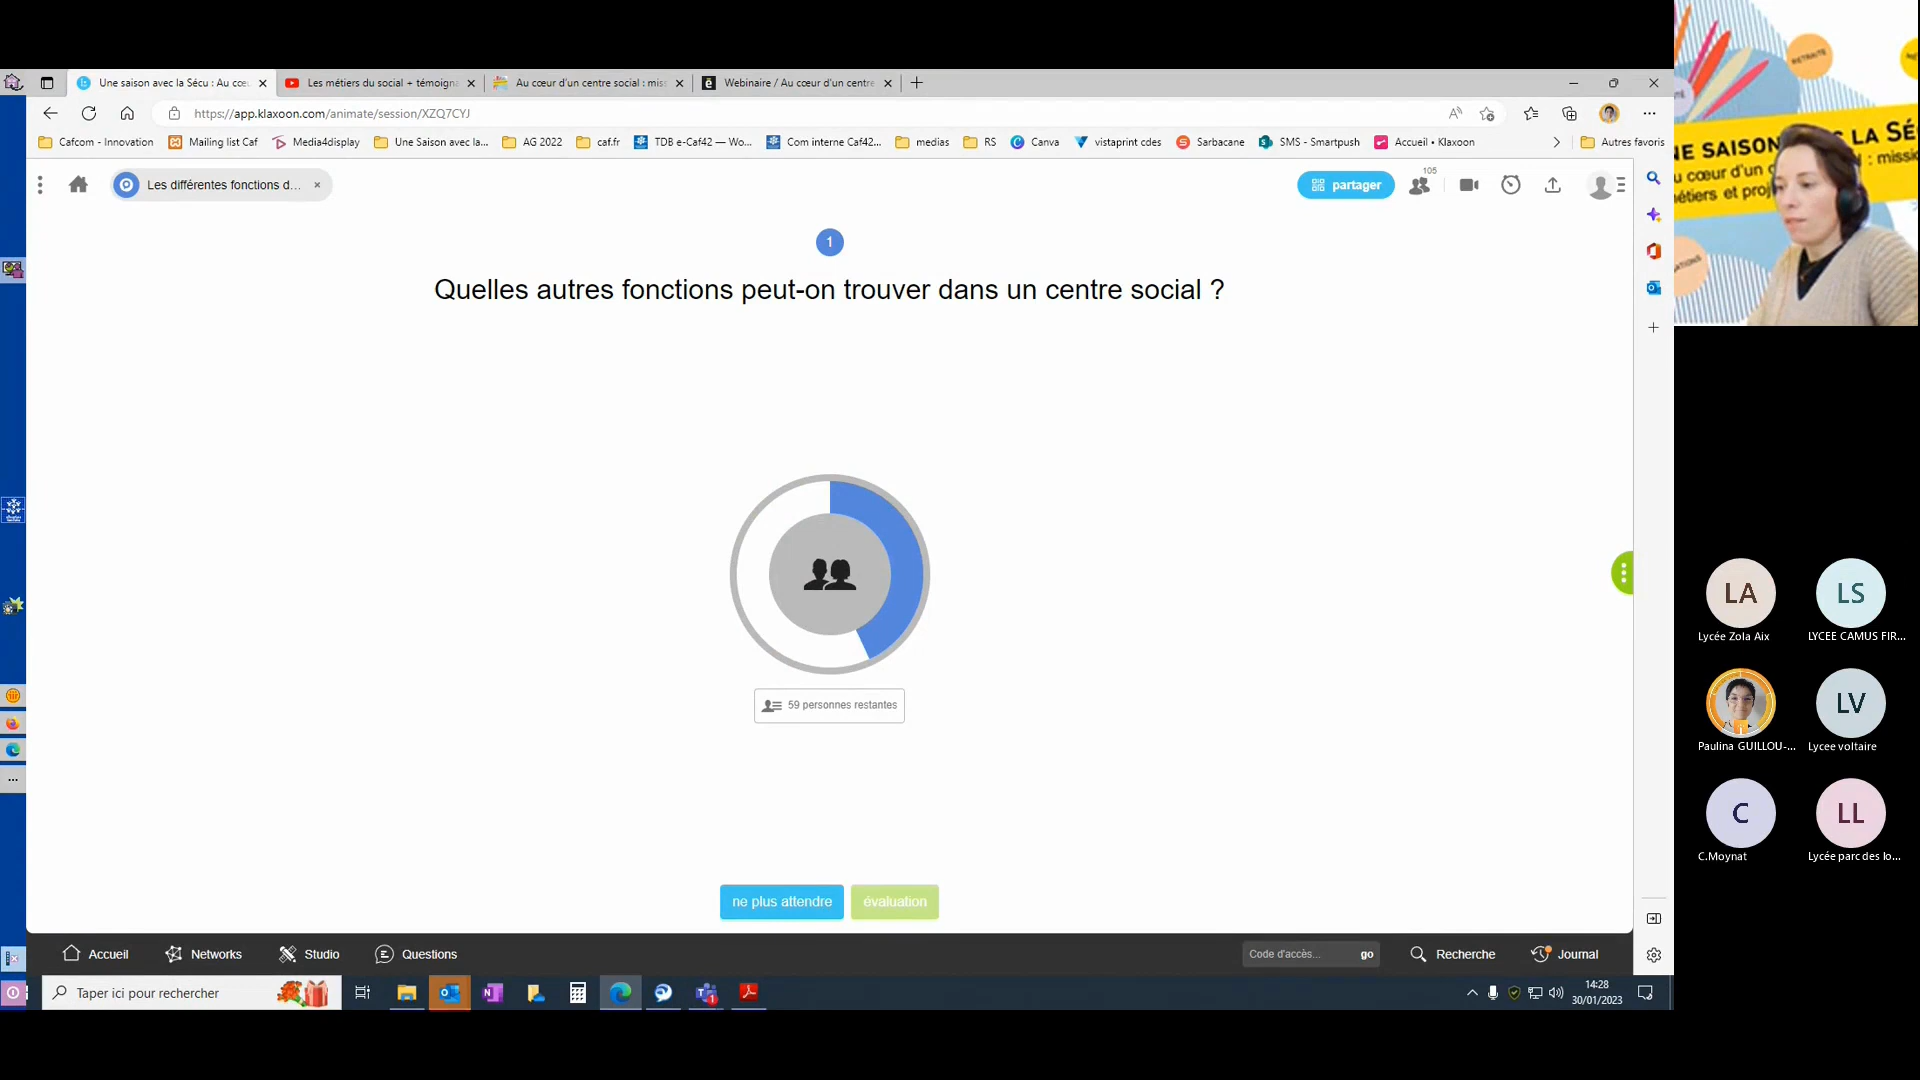 Une saison avec la Sécu : Au cœu
Les métiers du social + témoigna
Au cœur d'un centre social : miss
Webinaire / Au cœur d'un centre
https://app.klaxoon.com/animate/session/XZQ7CYJ
Cafcom - Innovation
Mailing list Caf
Media4display
Une Saison avec la...
AG 2022
caf.fr
TDB e-Caf42 — Wo...
Com interne Caf42...
medias
RS
Canva
vistaprint cdes
Sarbacane
SMS - Smartpush
Accueil • Klaxoon
Autres favoris
Les différentes fonctions d...
partager
105
1
Quelles autres fonctions peut-on trouver dans un centre social ?
59 personnes restantes
ne plus attendre
évaluation
Accueil
Networks
Studio
Questions
Code d'accès...
go
Recherche
Journal
Taper ici pour rechercher
14:28
30/01/2023
RETRAITE
LA
Lycée Zola Aix
LS
LYCEE CAMUS FIR...
Paulina GUILLOU-...
LV
Lycee voltaire
C
C.Moynat
LL
Lycée parc des lo...